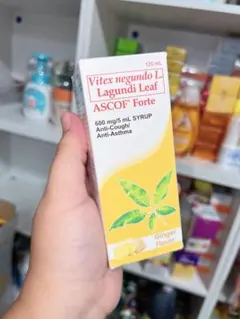 120 mL
Vitex negundo L.
Lagundi Leaf
ASCOF® Forte
600 mg/5 mL SYRUP
Anti-Cough/
Anti-Asthma
Ginger
Flavor